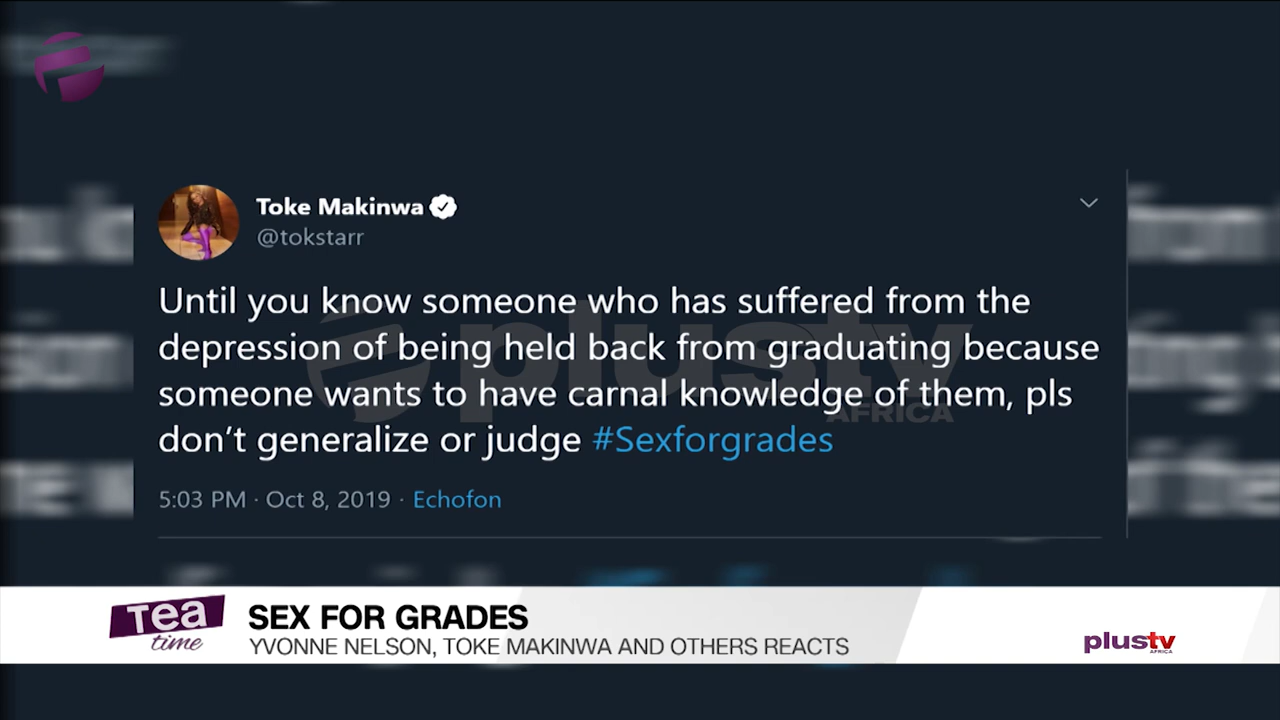 Toke Makinwa
@tokstarr
Until you know someone who has suffered from the
depression of being held back from graduating because
someone wants to have carnal knowledge of them, pls
don’t generalize or judge #Sexforgrades
5:03 PM · Oct 8, 2019 · Echofon
plustv
AFRICA
Tea
time
SEX FOR GRADES
YVONNE NELSON, TOKE MAKINWA AND OTHERS REACTS
plustv
AFRICA